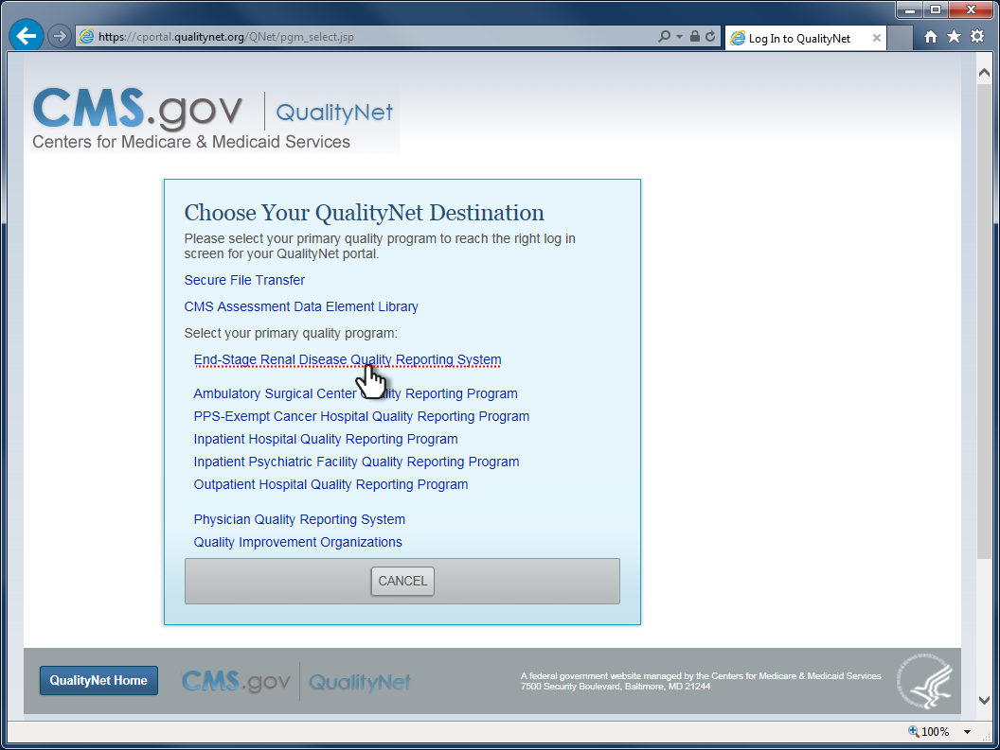 https://cportal.qualitynet.org/QNet/pgm_select.jsp
Log In to QualityNet
CMS.gov
QualityNet
Centers for Medicare & Medicaid Services
Choose Your QualityNet Destination
Please select your primary quality program to reach the right log in
screen for your QualityNet portal.
Secure File Transfer
CMS Assessment Data Element Library
Select your primary quality program:
End-Stage Renal Disease Quality Reporting System
Ambulatory Surgical Center Quality Reporting Program
PPS-Exempt Cancer Hospital Quality Reporting Program
Inpatient Hospital Quality Reporting Program
Inpatient Psychiatric Facility Quality Reporting Program
Outpatient Hospital Quality Reporting Program
Physician Quality Reporting System
Quality Improvement Organizations
CANCEL
QualityNet Home
CMS.gov
QualityNet
A federal government website managed by the Centers for Medicare & Medicaid Services
7500 Security Boulevard, Baltimore, MD 21244
100%